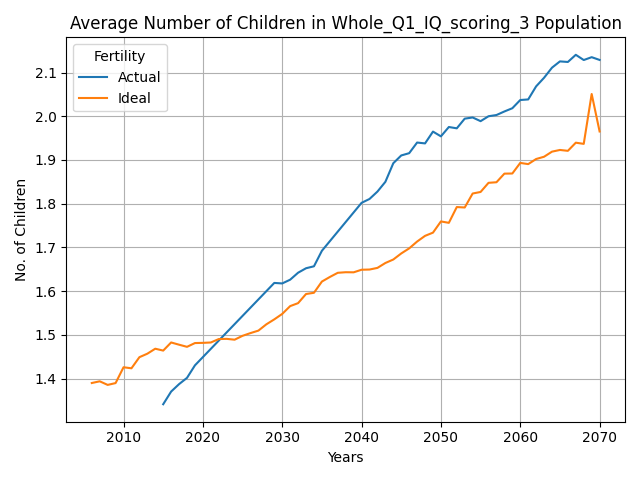 Average Number of Children in Whole_Q1_IQ_scoring_3 Population
Fertility
Actual
Ideal
No. of Children
2.1
2.0
1.9
1.8
1.7
1.6
1.5
1.4
2010 2020 2030 2040 2050 2060 2070
Years